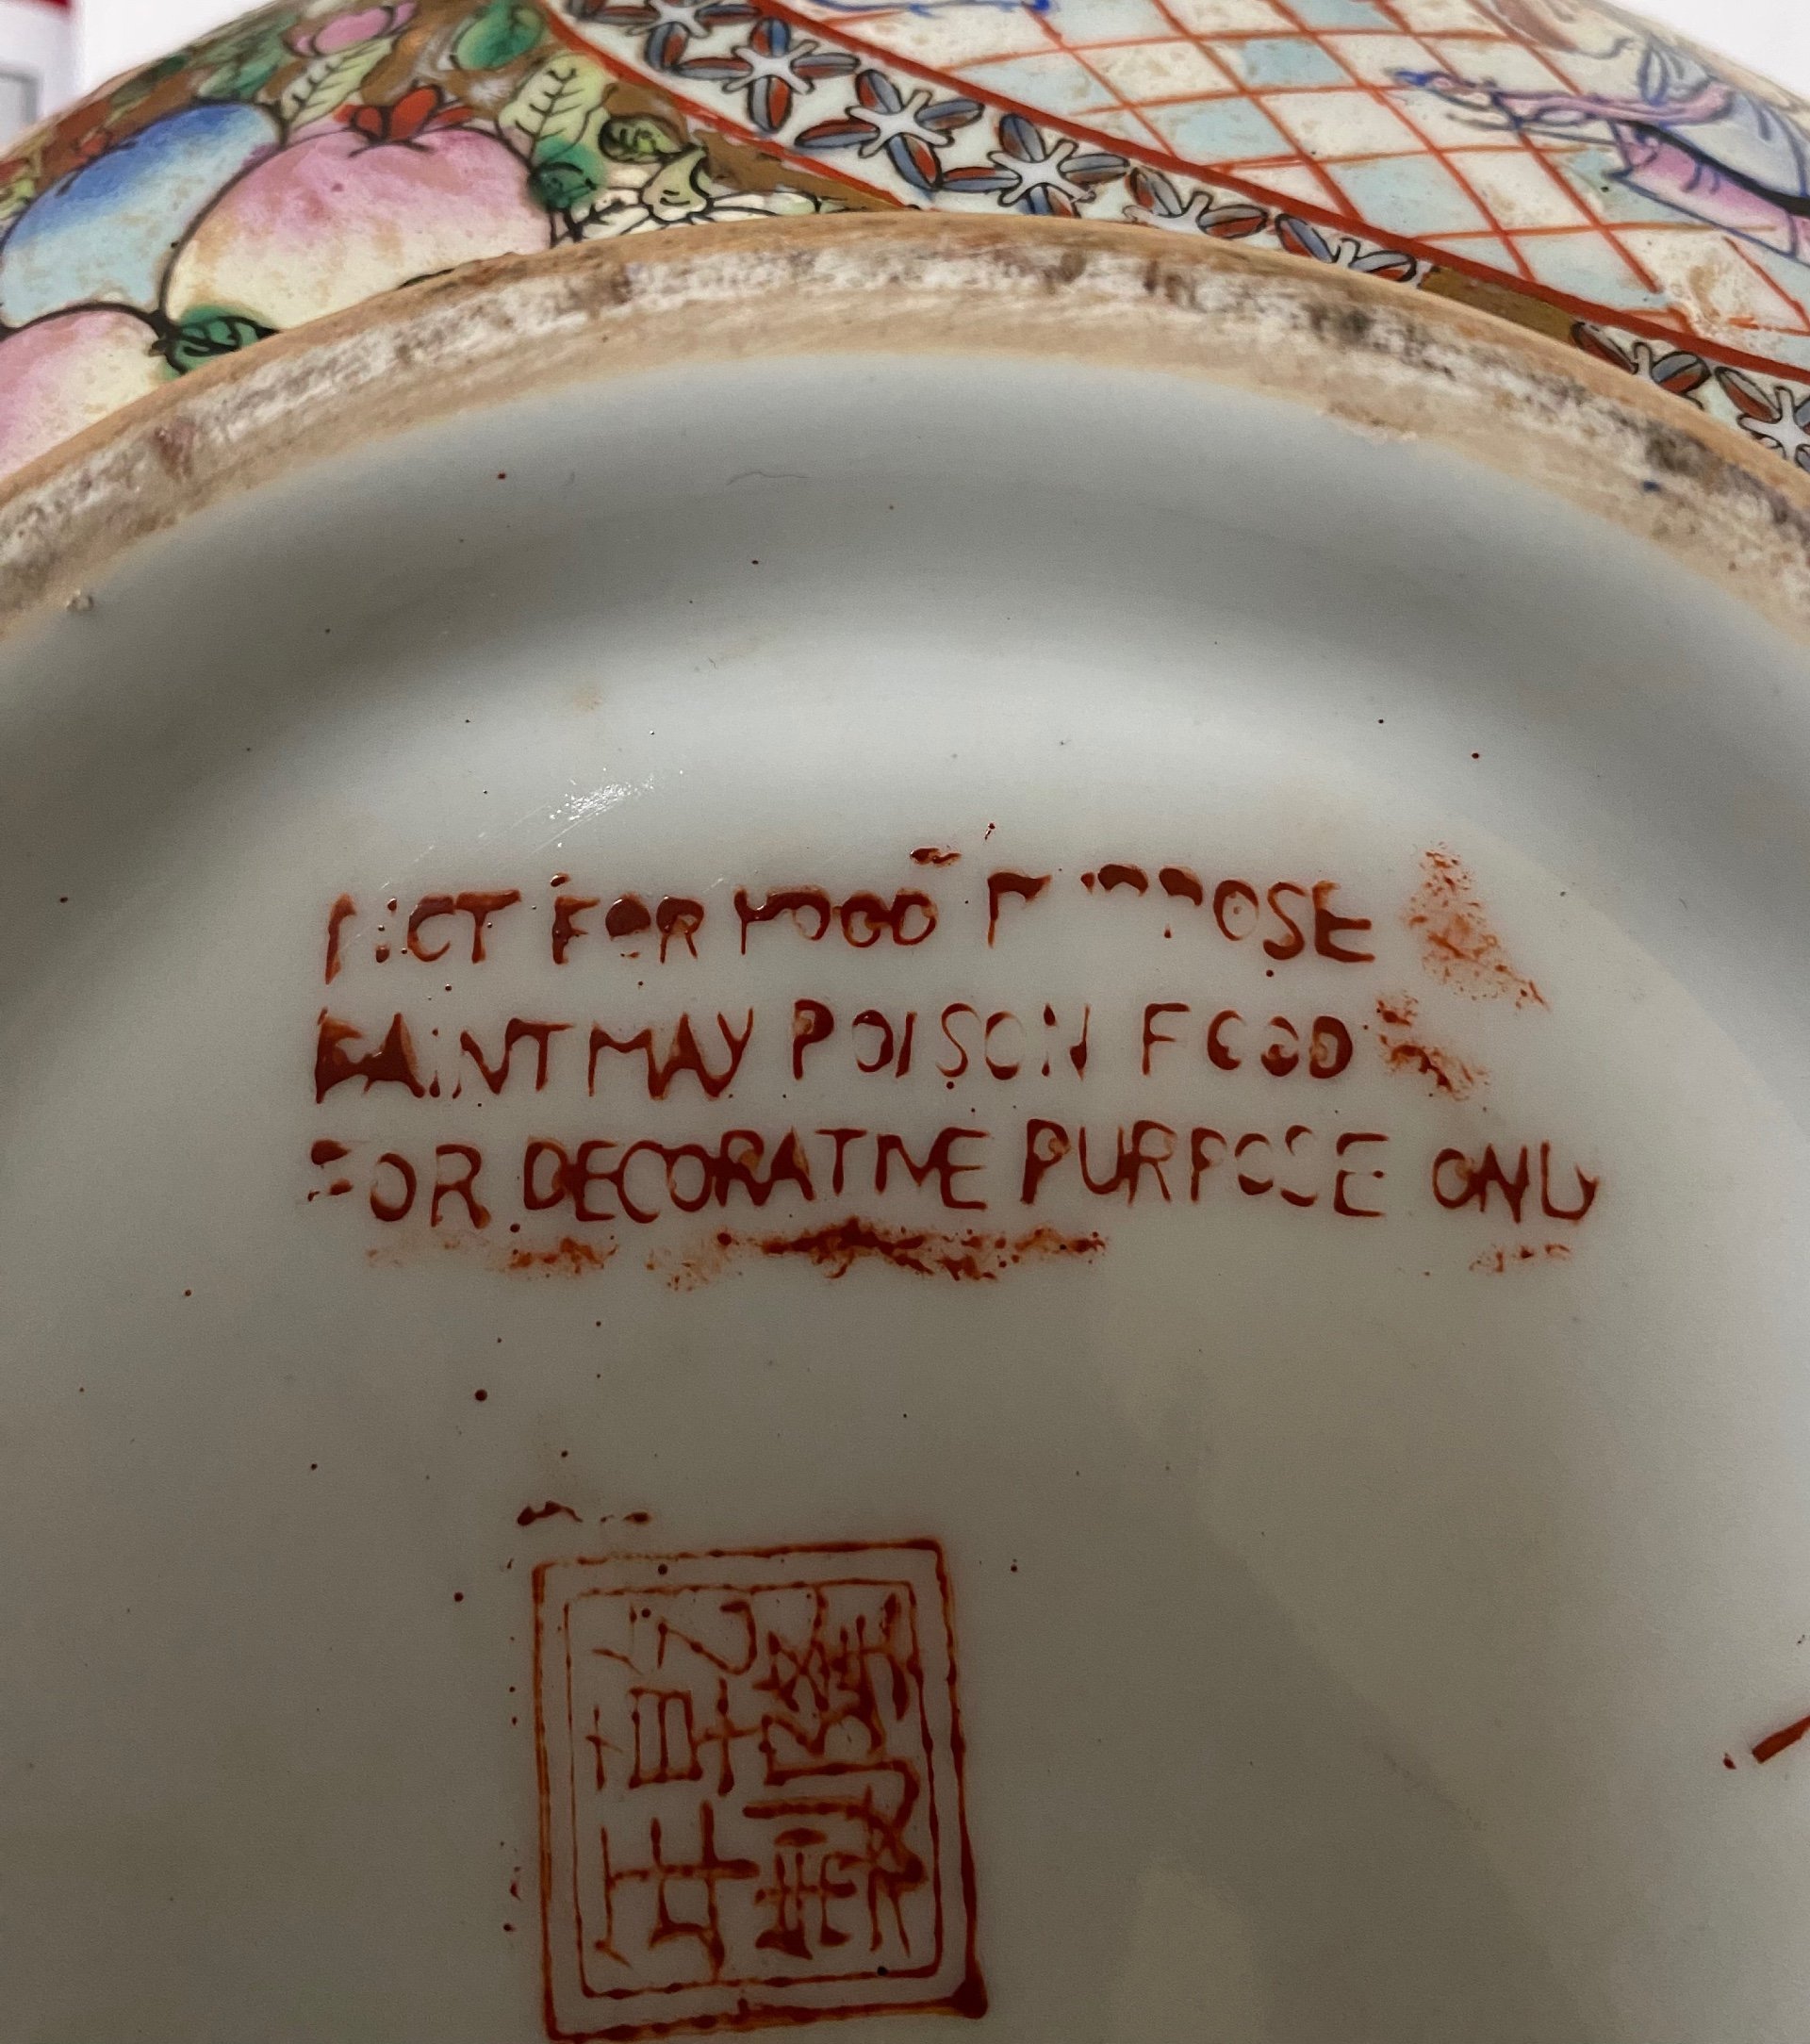 NOT FOR FOOD PURPOSE
PAINT MAY POISON FOOD
FOR DECORATIVE PURPOSE ONLY